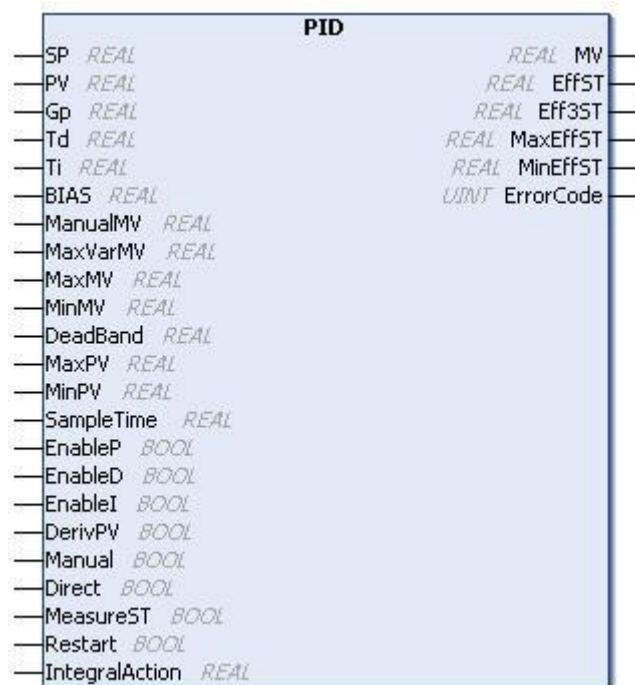 PID
SP REAL REAL MV
PV REAL REAL EffST
Gp REAL REAL Eff3ST
Td REAL REAL MaxEffST
Ti REAL REAL MinEffST
BIAS REAL UINT ErrorCode
ManualMV REAL
MaxVarMV REAL
MaxMV REAL
MinMV REAL
DeadBand REAL
MaxPV REAL
MinPV REAL
SampleTime REAL
EnableP BOOL
EnableD BOOL
EnableI BOOL
DerivPV BOOL
Manual BOOL
Direct BOOL
MeasureST BOOL
Restart BOOL
IntegralAction REAL